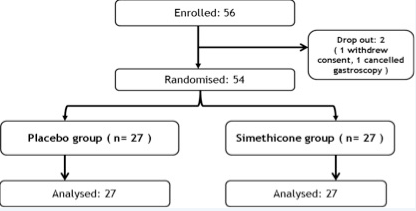 Enrolled: 56
Drop out: 2
( 1 withdrew
consent, 1 cancelled
gastroscopy )
Randomised: 54
Placebo group ( n= 27 )
Simethicone group ( n= 27 )
Analysed: 27
Analysed: 27